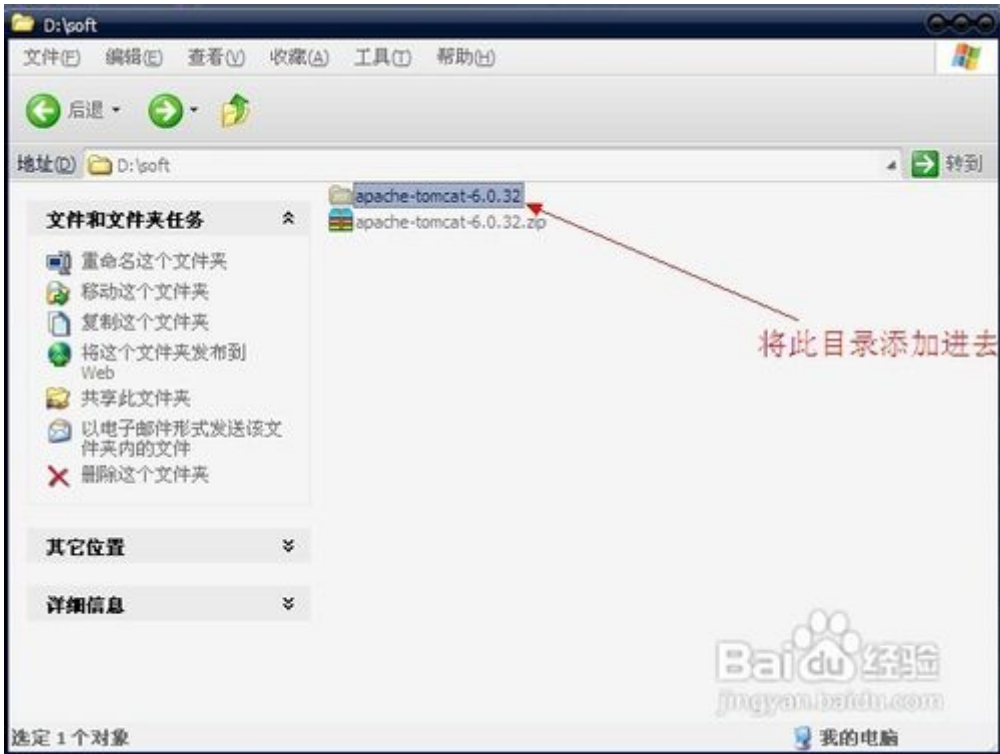 D:\soft
文件(F) 编辑(E) 查看(V) 收藏(A) 工具(T) 帮助(H)
后退
地址(D) D:\soft 转到
文件和文件夹任务
重命名这个文件夹
移动这个文件夹
复制这个文件夹
将这个文件夹发布到
Web
共享此文件夹
以电子邮件形式发送该文
件夹内的文件
删除这个文件夹
其它位置
详细信息
apache-tomcat-6.0.32
apache-tomcat-6.0.32.zip
将此目录添加进去
Baidu 经验
jingyan.baidu.com
选定 1 个对象 我的电脑